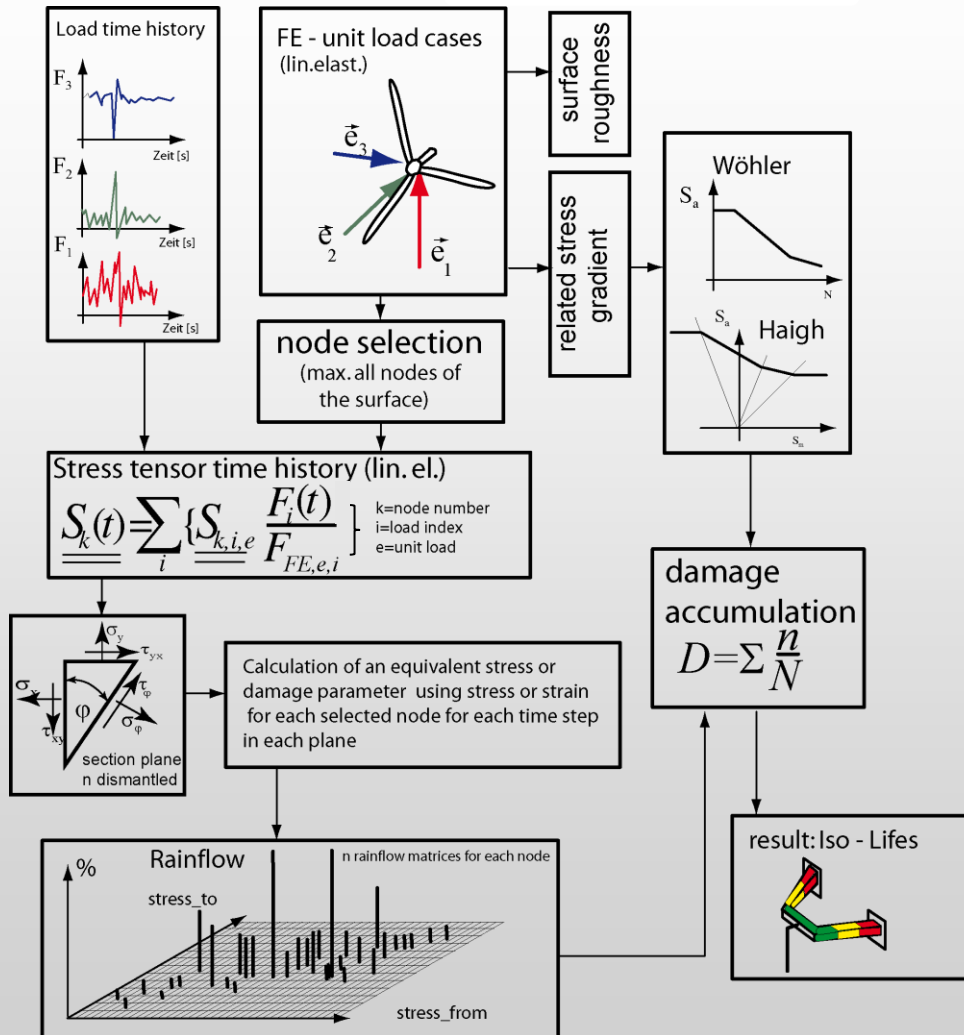 Load time history
F3
Zeit [s]
F2
Zeit [s]
F1
Zeit [s]
FE - unit load cases
(lin.elast.)
e⃗3
e⃗2
e⃗1
surface
roughness
related stress
gradient
Wöhler
Sa
N
Sa
Haigh
Sm
node selection
(max. all nodes of
the surface)
Stress tensor time history (lin. el.)
Sk(t)=∑i{Sk,i,e Fi(t)/FFE,e,i
k=node number
i=load index
e=unit load
σy
τyx
σx
τφ
φ
τxy
σφ
section plane
n dismantled
Calculation of an equivalent stress or
damage parameter using stress or strain
for each selected node for each time step
in each plane
damage
accumulation
D=Σ n/N
%
Rainflow
n rainflow matrices for each node
stress_to
stress_from
result: Iso - Lifes